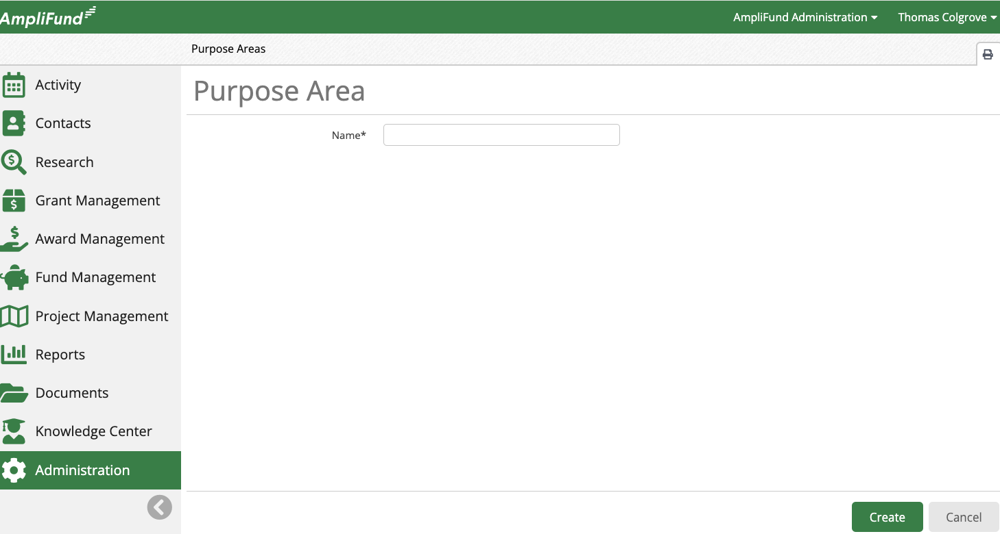 AmpliFund
AmpliFund Administration
Thomas Colgrove
Purpose Areas
Activity
Contacts
Research
Grant Management
Award Management
Fund Management
Project Management
Reports
Documents
Knowledge Center
Administration
Purpose Area
Name*
Create
Cancel